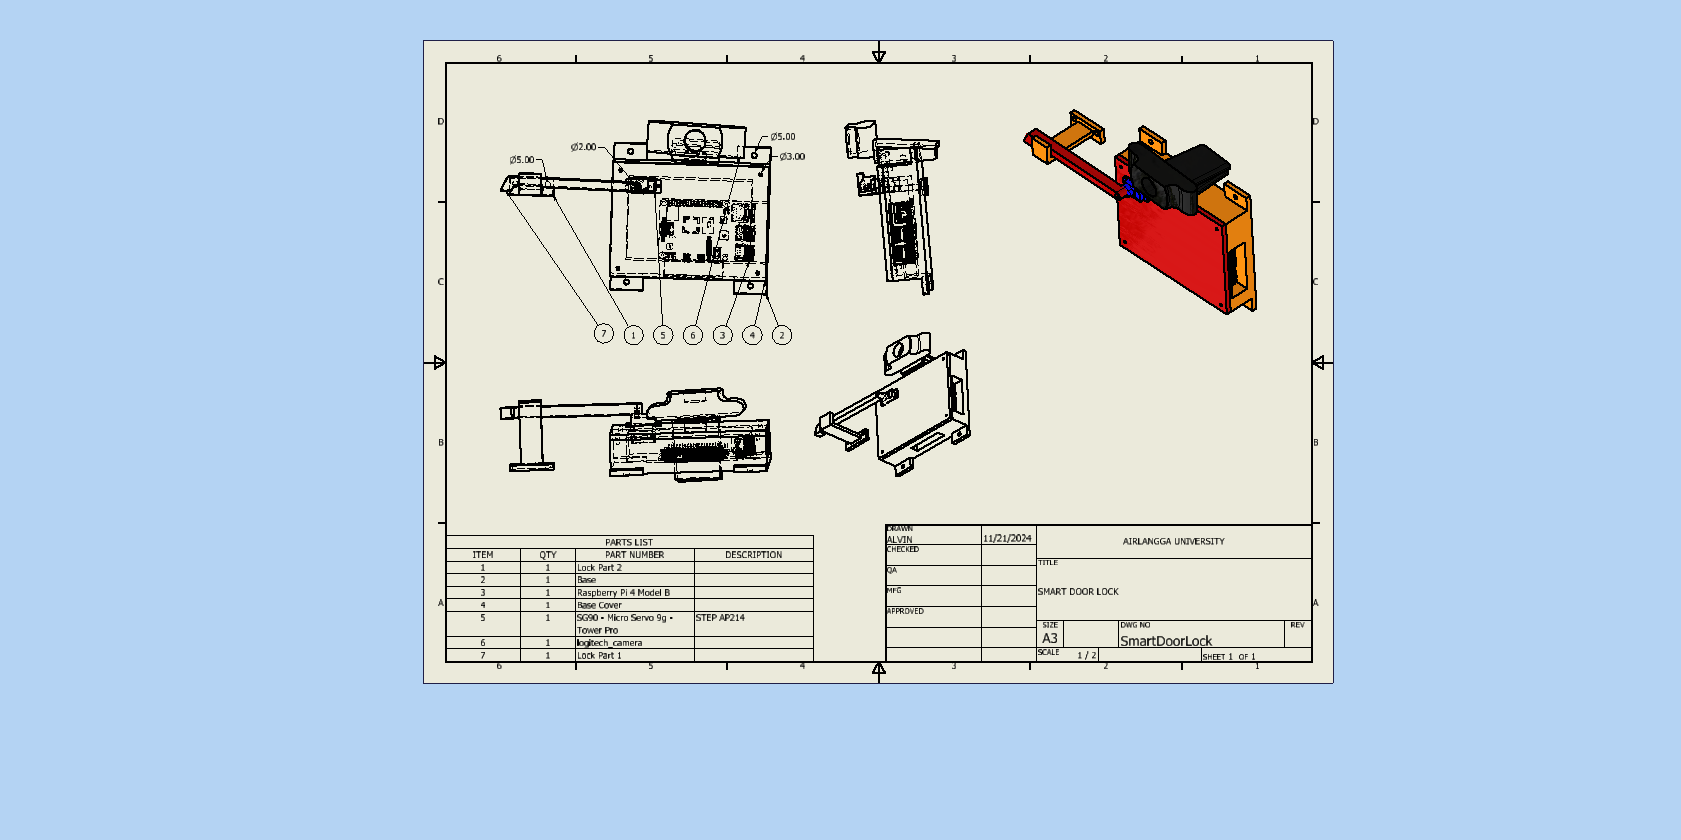 6 5 4 3 2 1
D D
C C
B B
A A
Ø5.00
Ø2.00
Ø5.00
Ø3.00
7 1 5 6 3 4 2
PARTS LIST
ITEM QTY PART NUMBER DESCRIPTION
1 1 Lock Part 2
2 1 Base
3 1 Raspberry Pi 4 Model B
4 1 Base Cover
5 1 SG90 - Micro Servo 9g - STEP AP214
Tower Pro
6 1 logitech_camera
7 1 Lock Part 1
DRAWN
ALVIN 11/21/2024
CHECKED
QA
MFG
APPROVED
AIRLANGGA UNIVERSITY
TITLE
SMART DOOR LOCK
SIZE
A3
DWG NO
SmartDoorLock
REV
SCALE
1 / 2
SHEET 1 OF 1
6 5 4 3 2 1